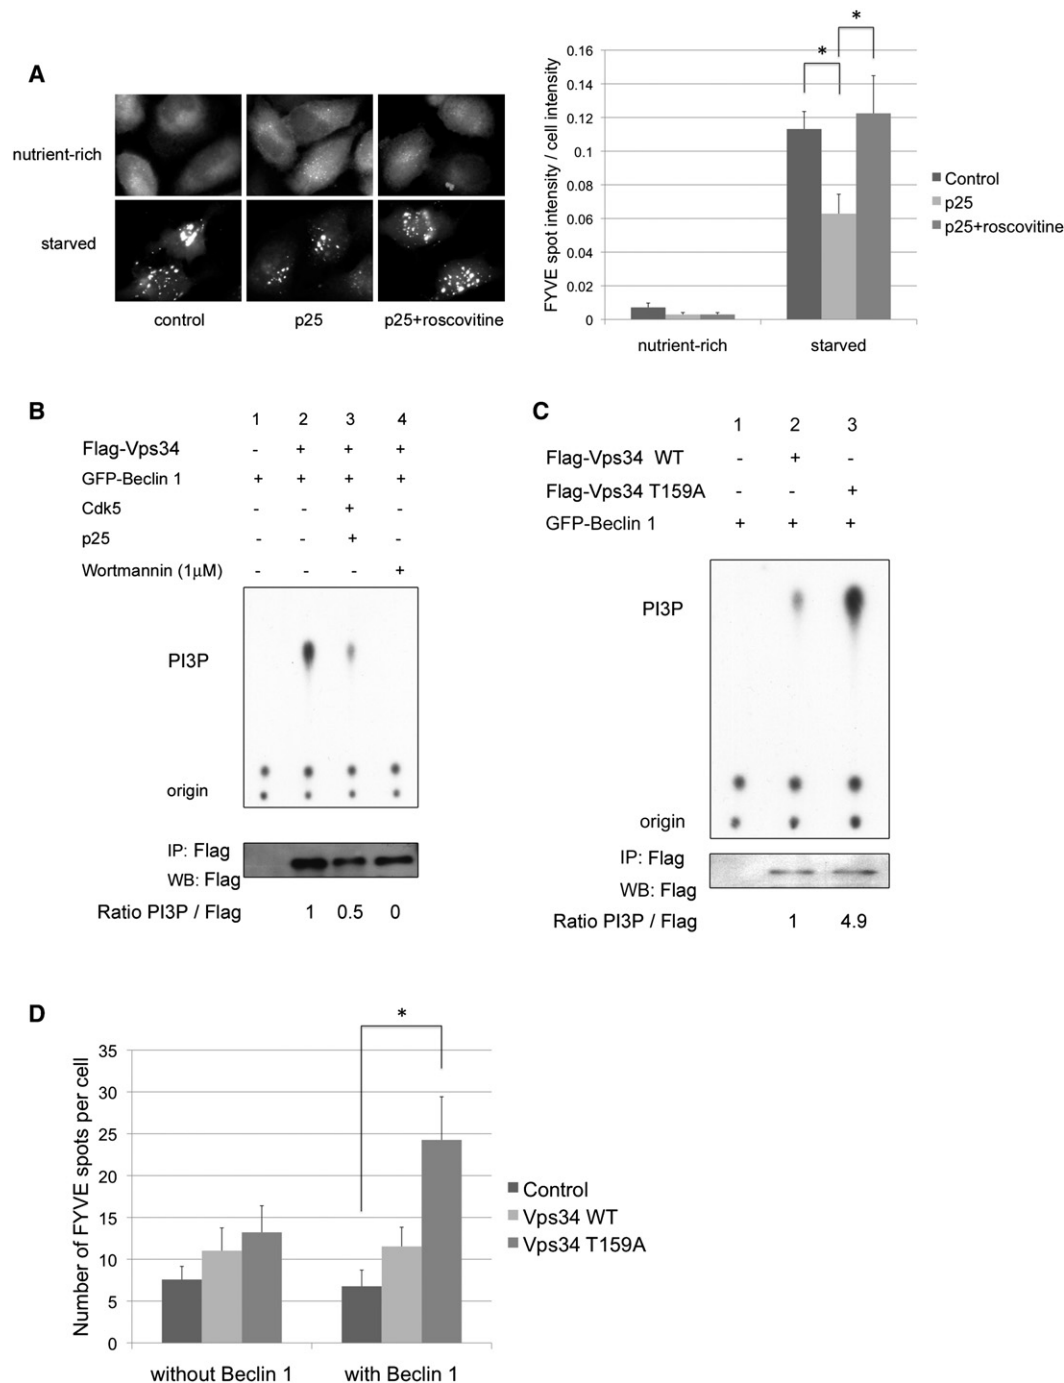 A
nutrient-rich
starved
control p25 p25+roscovitine
FYVE spot intensity / cell intensity
0.16
0.14
0.12
0.1
0.08
0.06
0.04
0.02
0
* *
nutrient-rich starved
Control
p25
p25+roscovitine
B
1 2 3 4
Flag-Vps34 - + + +
GFP-Beclin 1 + + + +
Cdk5 - - + -
p25 - - + -
Wortmannin (1μM) - - - +
PI3P
origin
IP: Flag
WB: Flag
Ratio PI3P / Flag 1 0.5 0
C
1 2 3
Flag-Vps34 WT - + -
Flag-Vps34 T159A - - +
GFP-Beclin 1 + + +
PI3P
origin
IP: Flag
WB: Flag
Ratio PI3P / Flag 1 4.9
D
Number of FYVE spots per cell
35
30
25
20
15
10
5
0
*
without Beclin 1 with Beclin 1
Control
Vps34 WT
Vps34 T159A